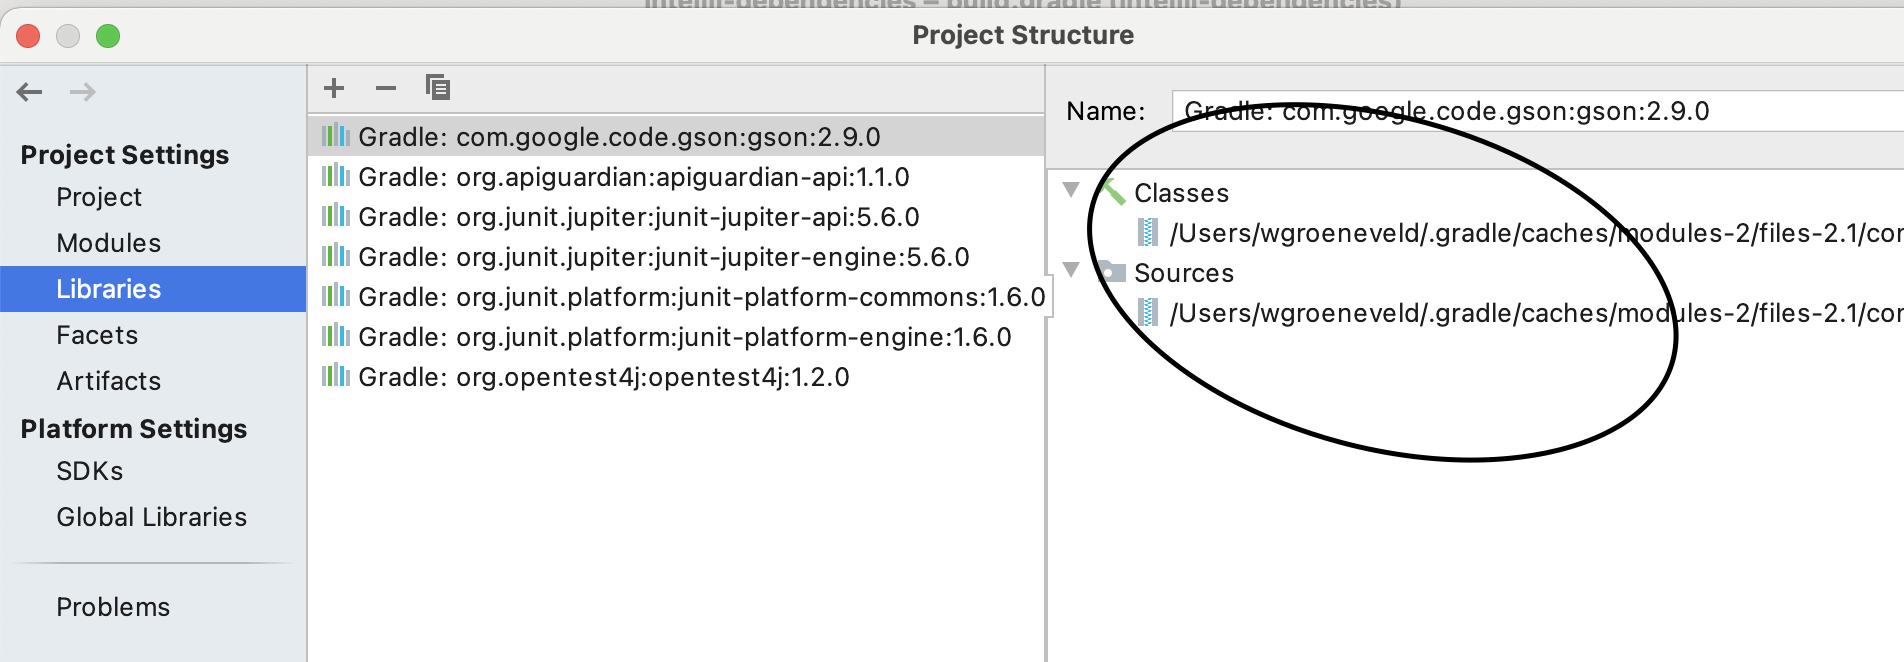 intellij-dependencies – build.gradle (intellij-dependencies)
Project Structure
Project Settings
Project
Modules
Libraries
Facets
Artifacts
Platform Settings
SDKs
Global Libraries
Problems
Gradle: com.google.code.gson:gson:2.9.0
Gradle: org.apiguardian:apiguardian-api:1.1.0
Gradle: org.junit.jupiter:junit-jupiter-api:5.6.0
Gradle: org.junit.jupiter:junit-jupiter-engine:5.6.0
Gradle: org.junit.platform:junit-platform-commons:1.6.0
Gradle: org.junit.platform:junit-platform-engine:1.6.0
Gradle: org.opentest4j:opentest4j:1.2.0
Name: Gradle: com.google.code.gson:gson:2.9.0
Classes
/Users/wgroeneveld/.gradle/caches/modules-2/files-2.1/cor
Sources
/Users/wgroeneveld/.gradle/caches/modules-2/files-2.1/cor